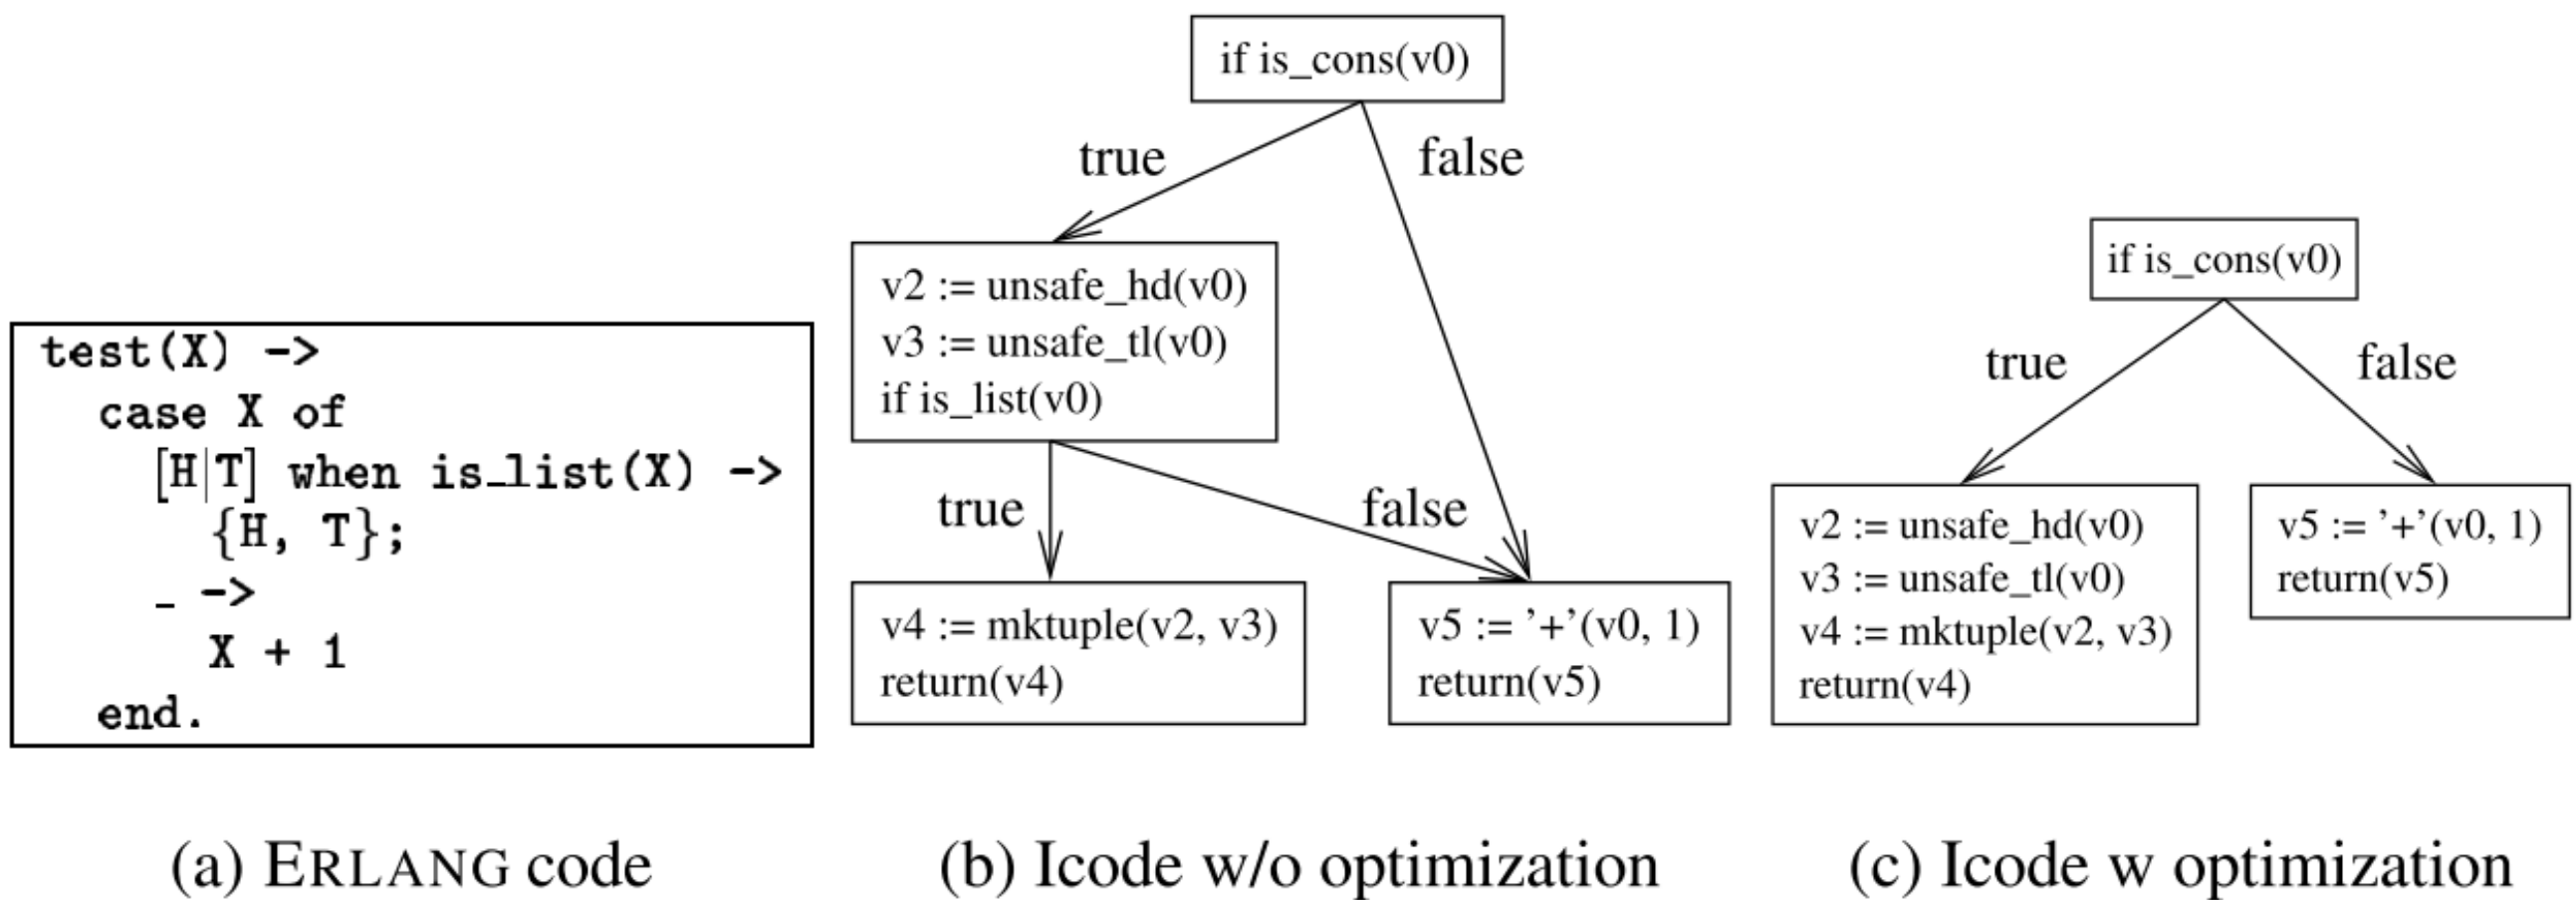 test(X) ->
case X of
[H|T] when is_list(X) ->
{H, T};
_ ->
X + 1
end.
(a) ERLANG code
if is_cons(v0)
true
false
v2 := unsafe_hd(v0)
v3 := unsafe_tl(v0)
if is_list(v0)
true
false
v4 := mktuple(v2, v3)
return(v4)
v5 := ’+’(v0, 1)
return(v5)
(b) Icode w/o optimization
if is_cons(v0)
true
false
v2 := unsafe_hd(v0)
v3 := unsafe_tl(v0)
v4 := mktuple(v2, v3)
return(v4)
v5 := ’+’(v0, 1)
return(v5)
(c) Icode w optimization